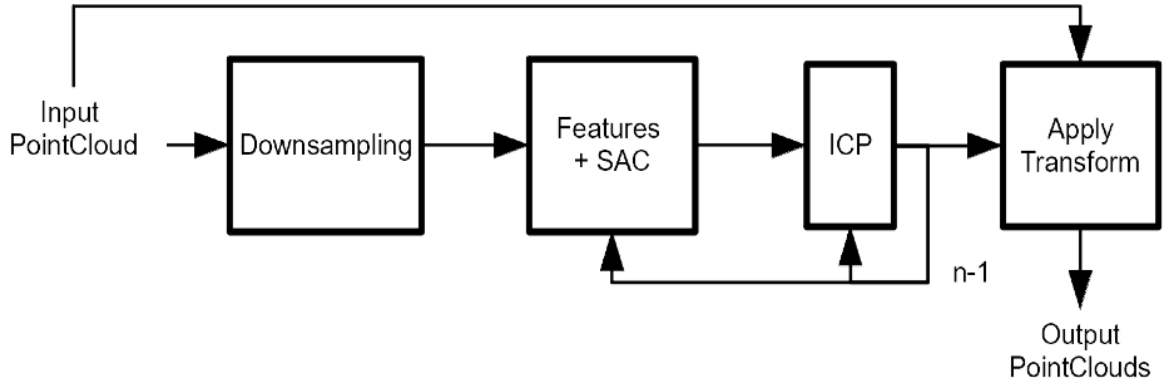 Input
PointCloud
Downsampling
Features
+ SAC
ICP
Apply
Transform
n-1
Output
PointClouds